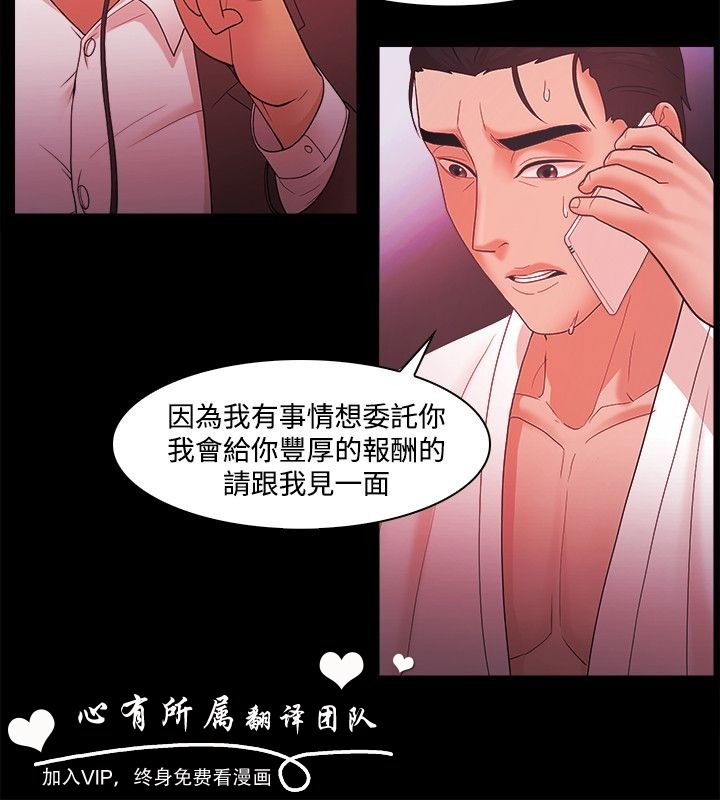 因為我有事情想委託你
我會給你豐厚的報酬的
請跟我見一面
心有所属翻译团队
加入VIP，终身免费看漫画